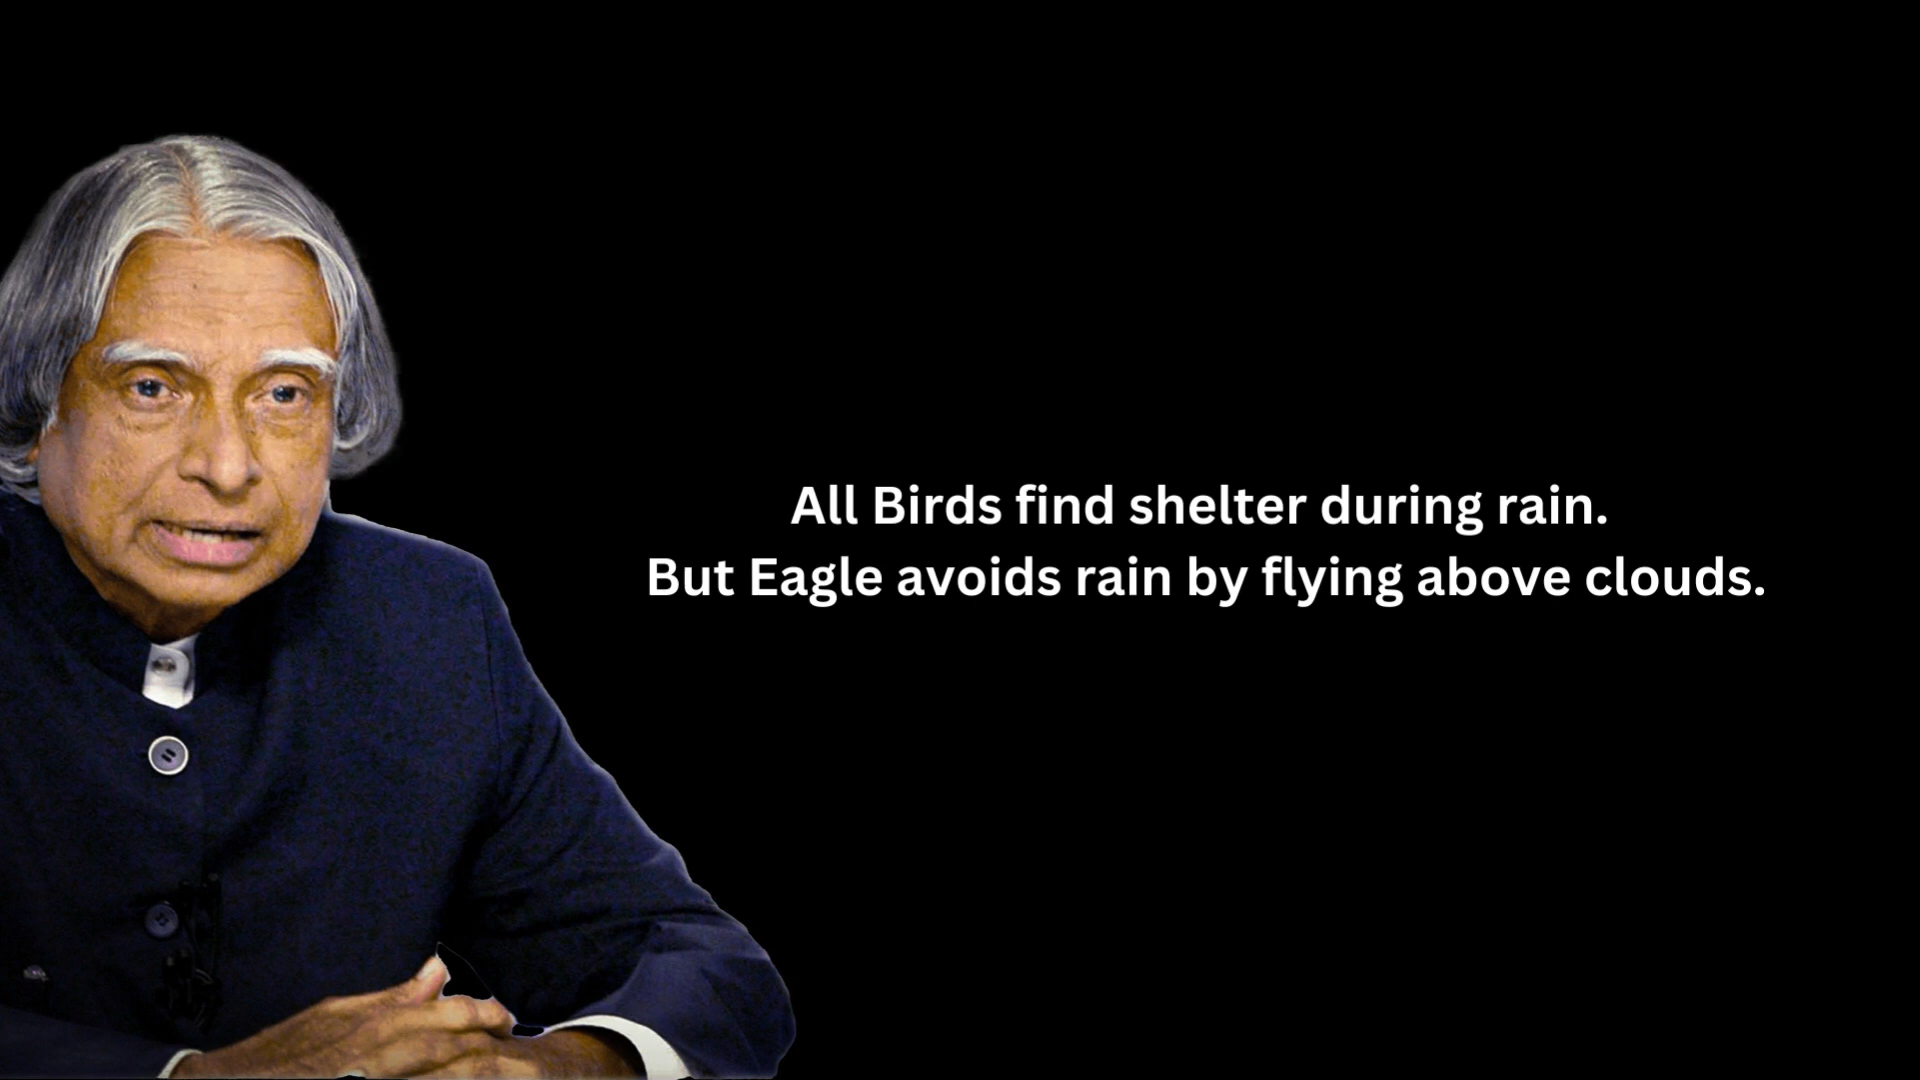 All Birds find shelter during rain.
But Eagle avoids rain by flying above clouds.